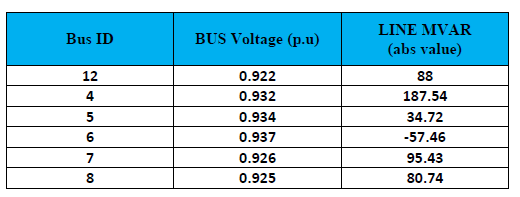 Bus ID BUS Voltage (p.u) LINE MVAR (abs value)
12 0.922 88
4 0.932 187.54
5 0.934 34.72
6 0.937 -57.46
7 0.926 95.43
8 0.925 80.74